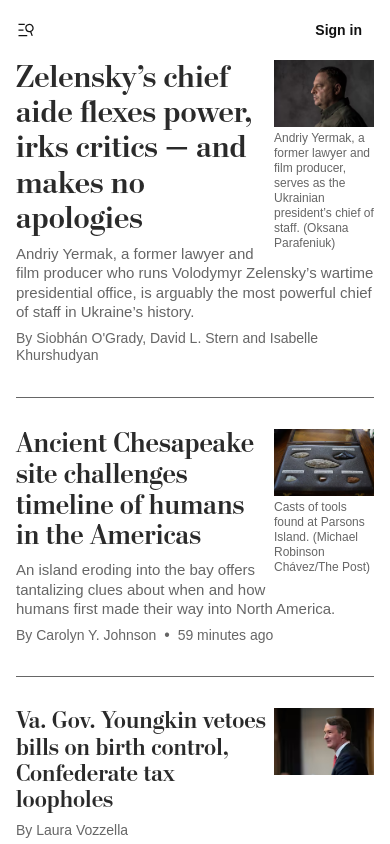 Sign in
Zelensky's chief
aide flexes power,
irks critics — and
makes no
apologies
Andriy Yermak, a
former lawyer and
film producer,
serves as the
Ukrainian
president's chief of
staff. (Oksana
Parafeniuk)
Andriy Yermak, a former lawyer and
film producer who runs Volodymyr Zelensky's wartime
presidential office, is arguably the most powerful chief
of staff in Ukraine's history.
By Siobhán O'Grady, David L. Stern and Isabelle
Khurshudyan
Ancient Chesapeake
site challenges
timeline of humans
in the Americas
Casts of tools
found at Parsons
Island. (Michael
Robinson
Chávez/The Post)
An island eroding into the bay offers
tantalizing clues about when and how
humans first made their way into North America.
By Carolyn Y. Johnson • 59 minutes ago
Va. Gov. Youngkin vetoes
bills on birth control,
Confederate tax
loopholes
By Laura Vozzella